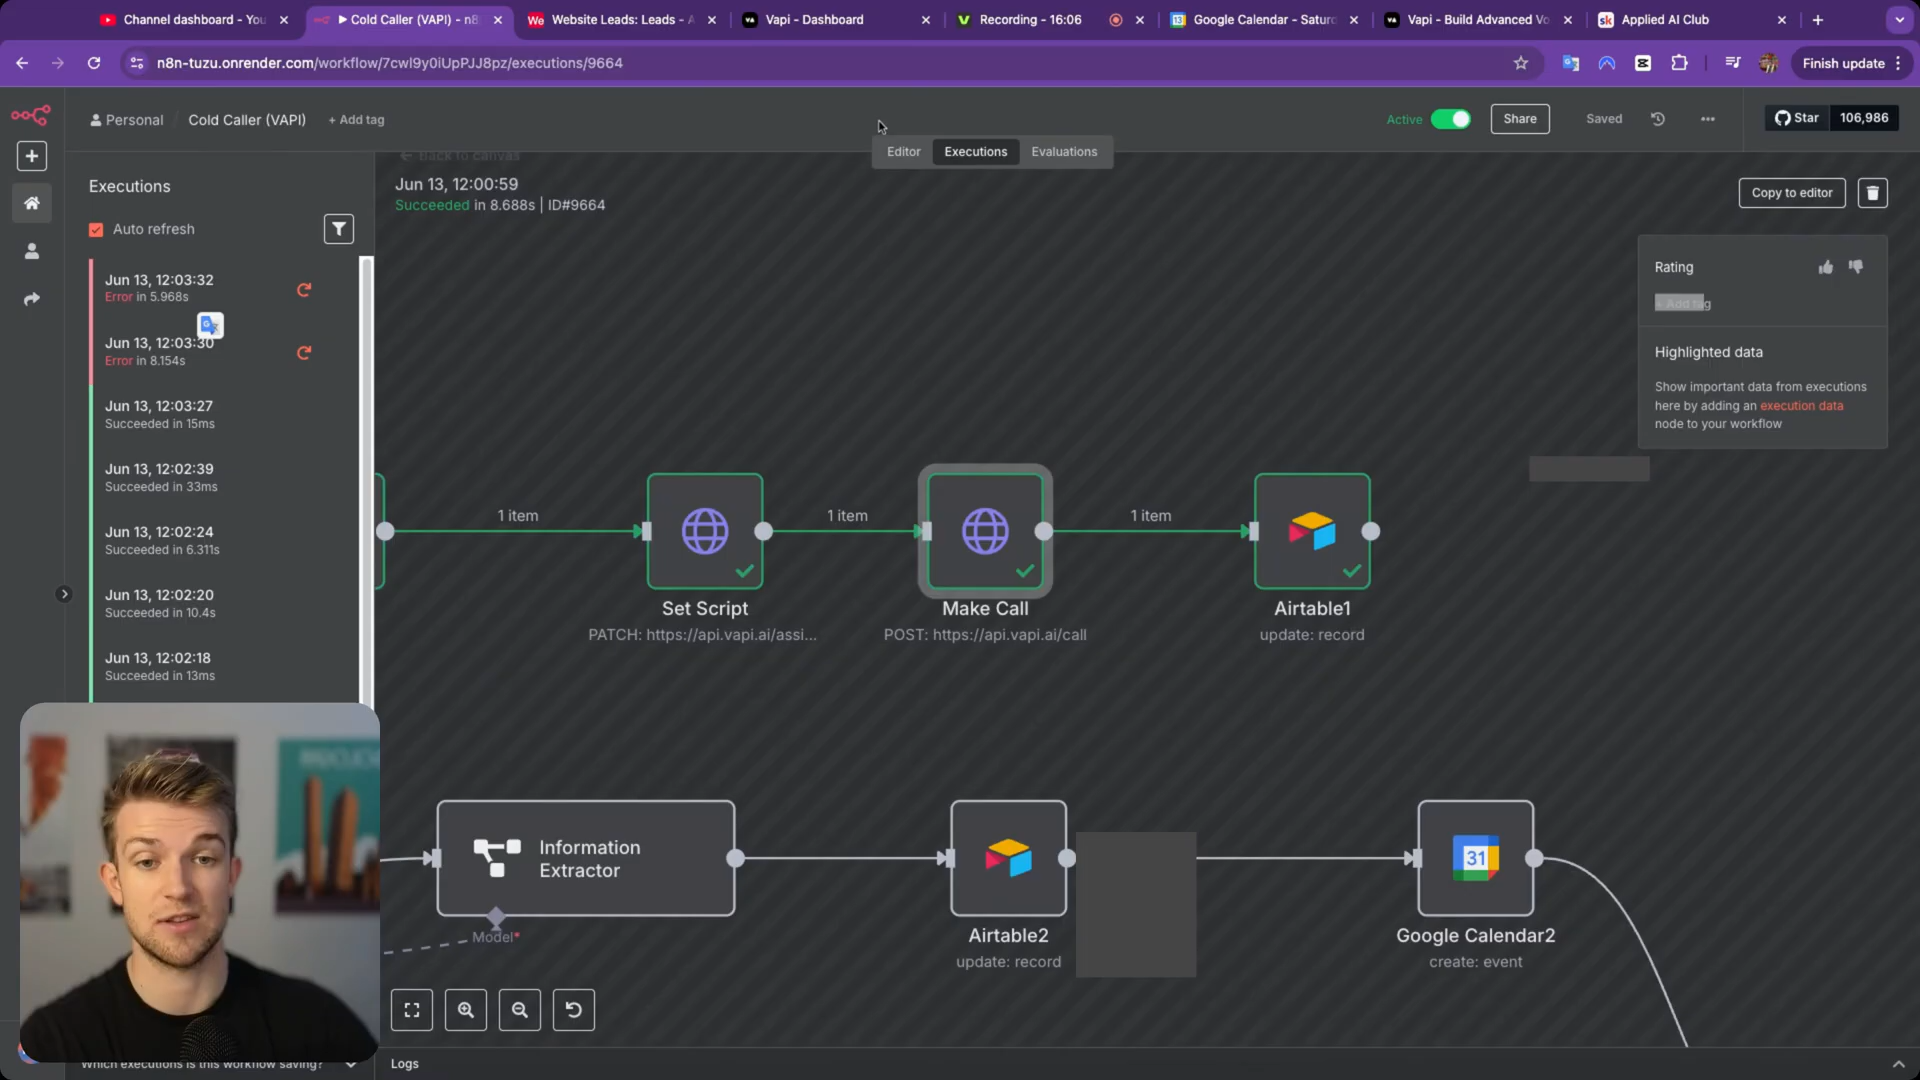 Channel dashboard - You
Cold Caller (VAPI) - n8
Website Leads: Leads - A
Vapi - Dashboard
Recording - 16:06
Google Calendar - Saturd
Vapi - Build Advanced Vo
Applied AI Club
n8n-tuzu.onrender.com/workflow/7cwl9y0iUpPJJ8pz/executions/9664
Finish update
Personal
Cold Caller (VAPI)
+ Add tag
Active
Share
Saved
Star
106,986
Editor
Executions
Evaluations
Back to canvas
Executions
Auto refresh
Jun 13, 12:00:59
Succeeded in 8.688s | ID#9664
Copy to editor
Rating
+ Add tag
Highlighted data
Show important data from executions
here by adding an execution data
node to your workflow
Jun 13, 12:03:32
Error in 5.968s
Jun 13, 12:03:30
Error in 8.154s
Jun 13, 12:03:27
Succeeded in 15ms
Jun 13, 12:02:39
Succeeded in 33ms
Jun 13, 12:02:24
Succeeded in 6.311s
Jun 13, 12:02:20
Succeeded in 10.4s
Jun 13, 12:02:18
Succeeded in 13ms
1 item
1 item
1 item
Set Script
PATCH: https://api.vapi.ai/assi...
Make Call
POST: https://api.vapi.ai/call
Airtable1
update: record
Information
Extractor
Model*
Airtable2
update: record
31
Google Calendar2
create: event
Which executions is this workflow saving?
Logs